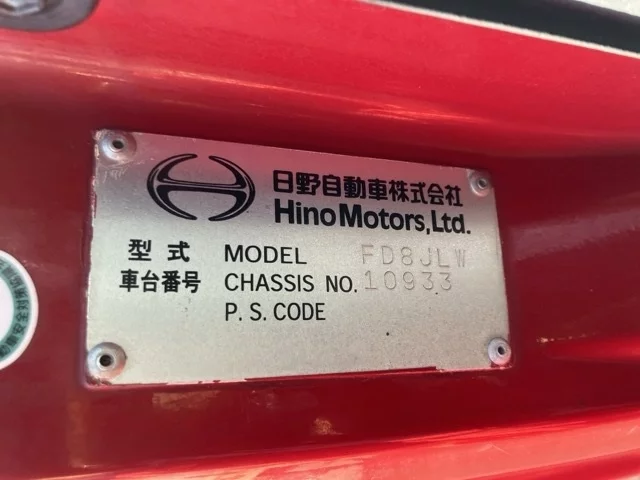 日野自動車株式会社
Hino Motors, Ltd.
型式 MODEL FD8JLW
車台番号 CHASSIS NO. 10933
P. S. CODE